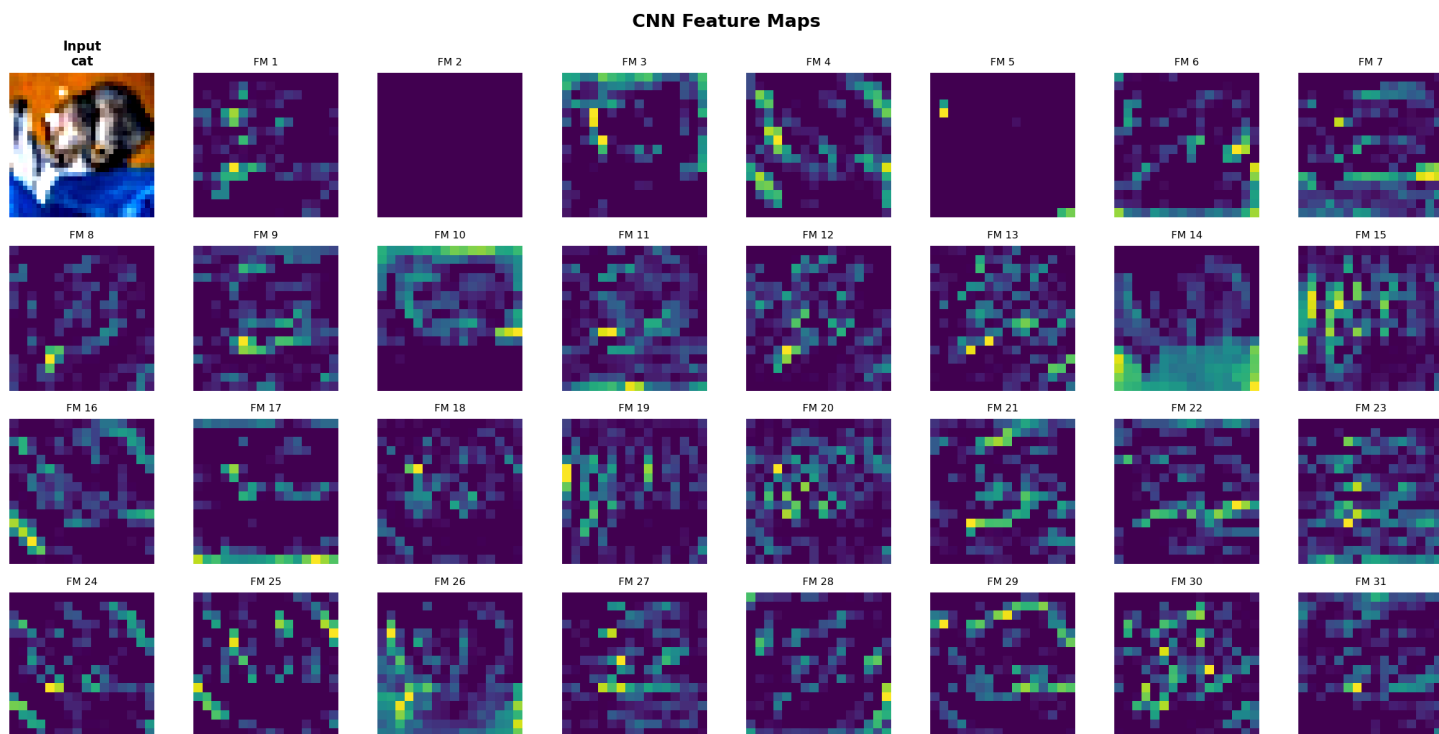 CNN Feature Maps
Input
cat
FM 1
FM 2
FM 3
FM 4
FM 5
FM 6
FM 7
FM 8
FM 9
FM 10
FM 11
FM 12
FM 13
FM 14
FM 15
FM 16
FM 17
FM 18
FM 19
FM 20
FM 21
FM 22
FM 23
FM 24
FM 25
FM 26
FM 27
FM 28
FM 29
FM 30
FM 31